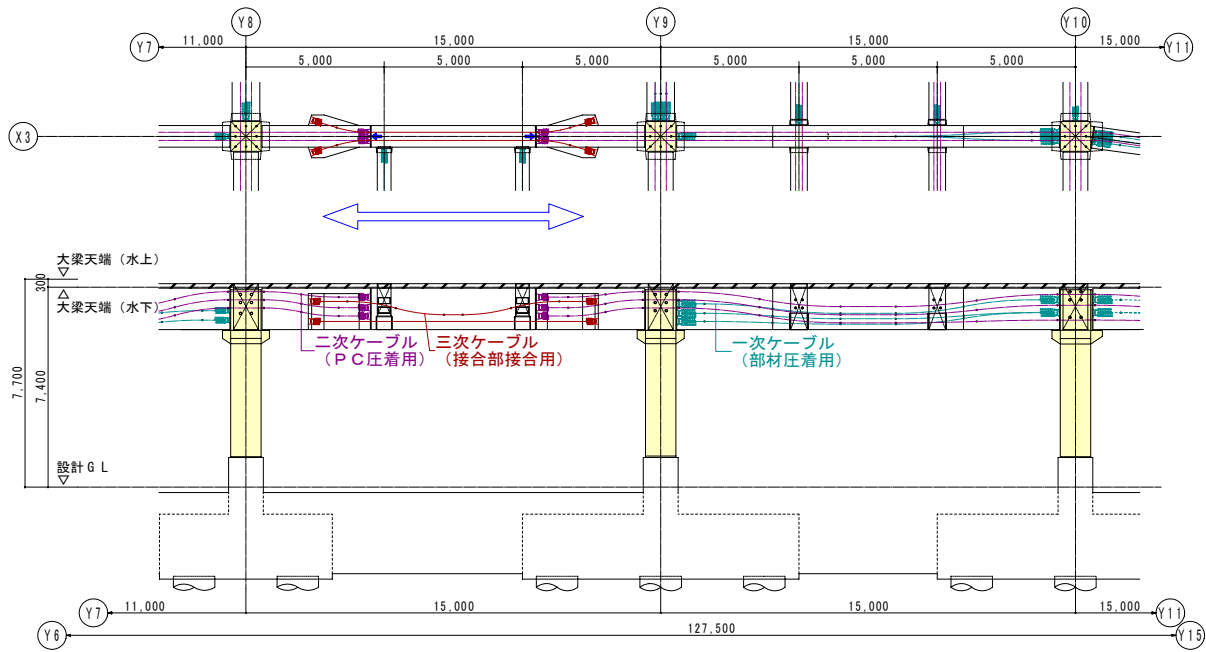 Y8
Y9
Y10
Y7
11,000
15,000
15,000
15,000
Y11
5,000
5,000
5,000
5,000
5,000
5,000
X3
大梁天端（水上）
300
大梁天端（水下）
二次ケーブル
（ＰＣ圧着用）
三次ケーブル
（接合部接合用）
一次ケーブル
（部材圧着用）
7,700
7,400
設計ＧＬ
Y7
11,000
15,000
15,000
15,000
Y11
Y6
127,500
Y15